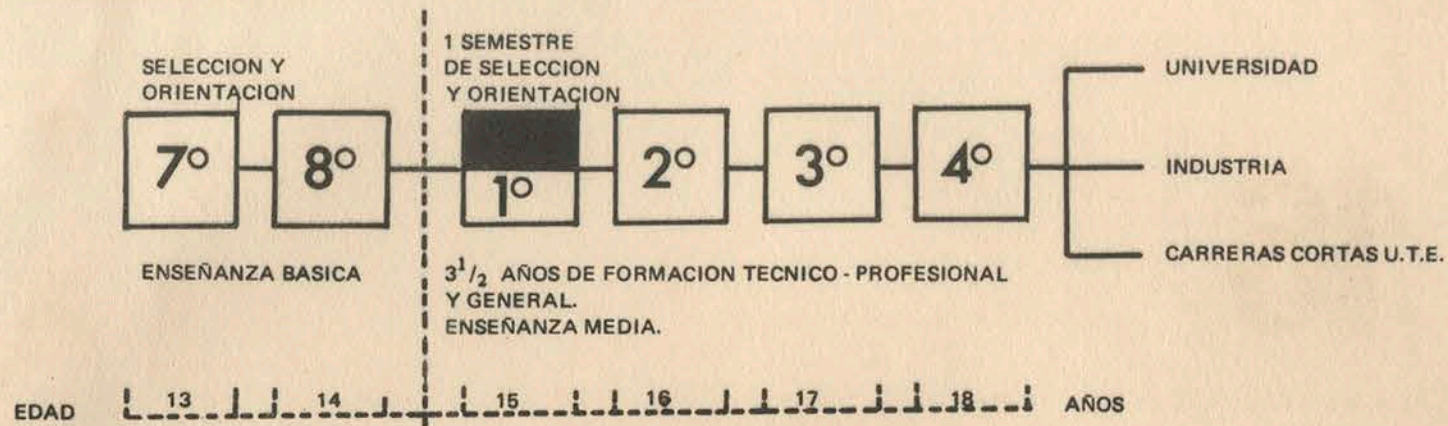 SELECCION Y
ORIENTACION
1 SEMESTRE
DE SELECCION
Y ORIENTACION
7º
8º
1º
2º
3º
4º
UNIVERSIDAD
INDUSTRIA
CARRERAS CORTAS U.T.E.
ENSEÑANZA BASICA
3 1/2 AÑOS DE FORMACION TECNICO - PROFESIONAL
Y GENERAL.
ENSEÑANZA MEDIA.
EDAD 13 14 15 16 17 18 AÑOS